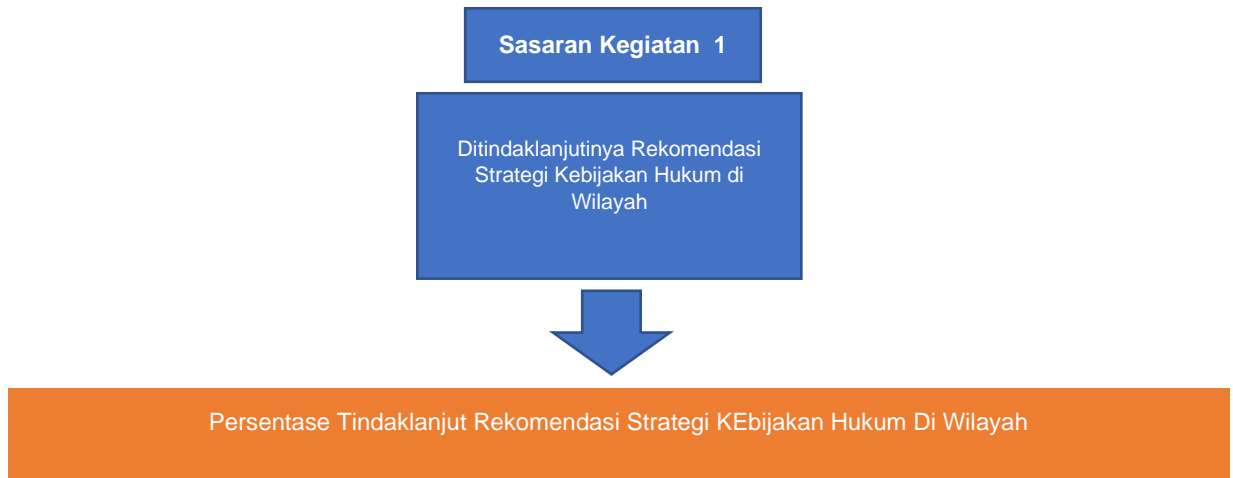 Sasaran Kegiatan 1
Ditindaklanjutinya Rekomendasi
Strategi Kebijakan Hukum di
Wilayah
Persentase Tindaklanjut Rekomendasi Strategi KEbijakan Hukum Di Wilayah